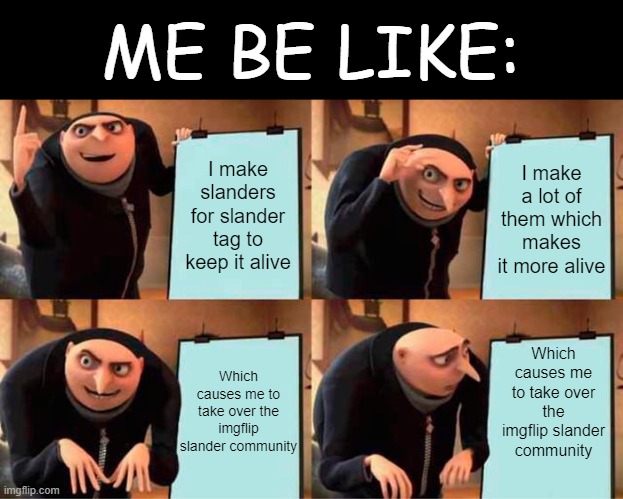 ME BE LIKE:
I make
slanders
for slander
tag to
keep it alive
I make
a lot of
them which
makes
it more alive
Which
causes me to
take over the
imgflip
slander community
Which
causes me
to take over
the
imgflip slander
community
imgflip.com